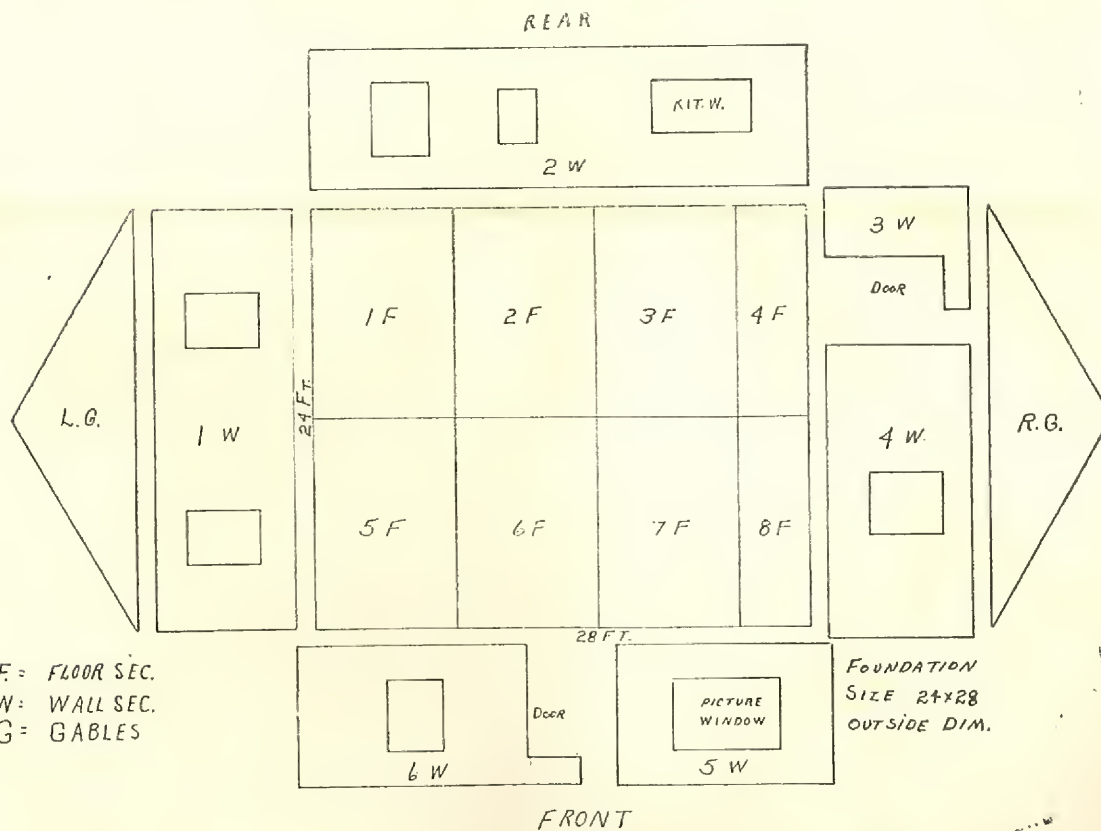 REAR
KIT. W.
2 W
3 W
DOOR
1 F
2 F
3 F
4 F
L.G.
1 W
24 FT.
4 W.
R.G.
5 F
6 F
7 F
8 F
28 FT.
F. = FLOOR SEC.
W = WALL SEC.
G = GABLES
DOOR
6 W
PICTURE
WINDOW
5 W
FOUNDATION
SIZE 24×28
OUTSIDE DIM.
FRONT